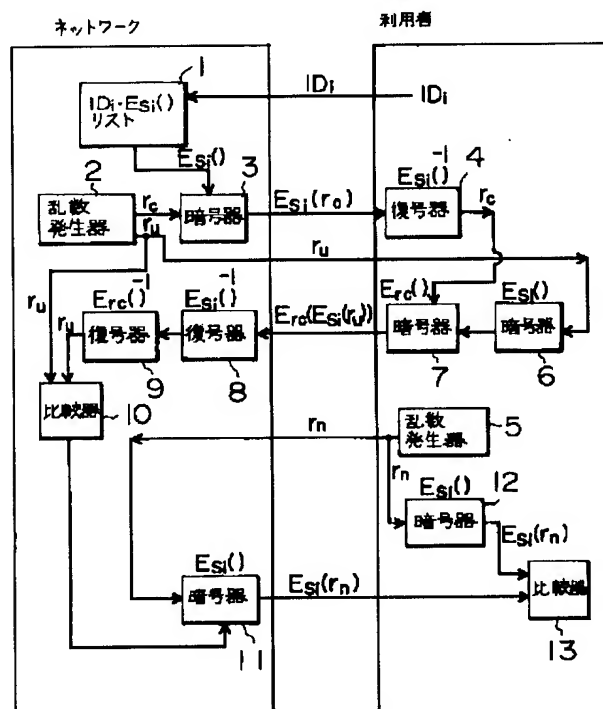 ネットワーク
利用者
1
IDi・Esi()
リスト
IDi
IDi
Esi()
2
乱数
発生器
rc
ru
3
暗号器
Esi(rc)
Esi()⁻¹
4
復号器
rc
ru
ru
ru
Erc()⁻¹
復号器
9
Esi()⁻¹
復号器
8
Erc(Esi(ru))
Erc()
暗号器
7
Esi()
暗号器
6
比較器
10
rn
乱数
発生器
5
rn
Esi()
12
暗号器
Esi(rn)
Esi()
暗号器
11
Esi(rn)
比較器
13